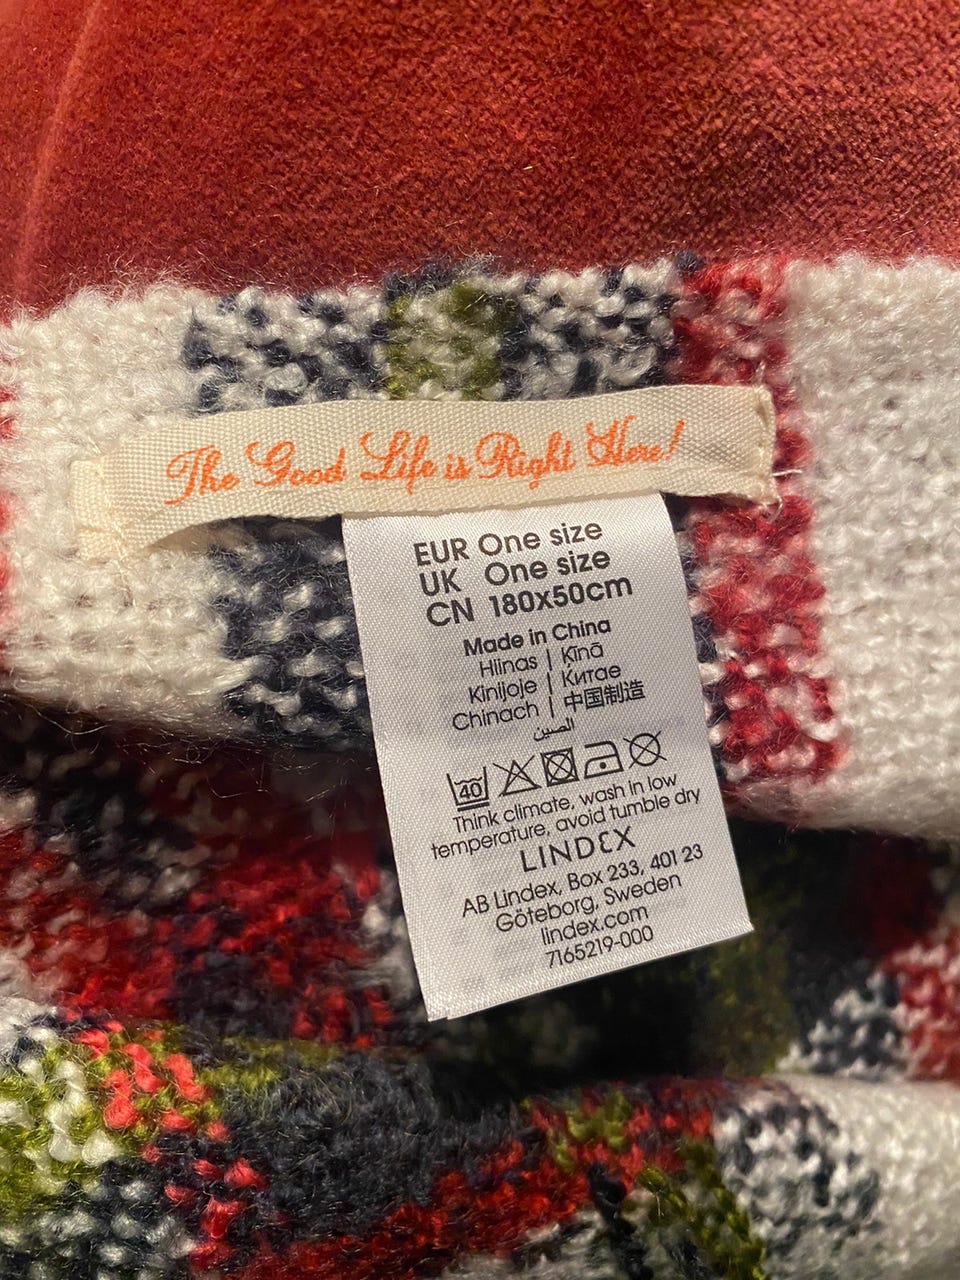 The Good Life is Right Here!
EUR One size
UK One size
CN 180x50cm
Made in China
Hiinas | Ķīnā
Kinijoje | Китае
Chinach | 中国制造
الصين
40
Think climate, wash in low
temperature, avoid tumble dry
LINDEX
AB Lindex, Box 233, 401 23
Göteborg, Sweden
lindex.com
7165219-000